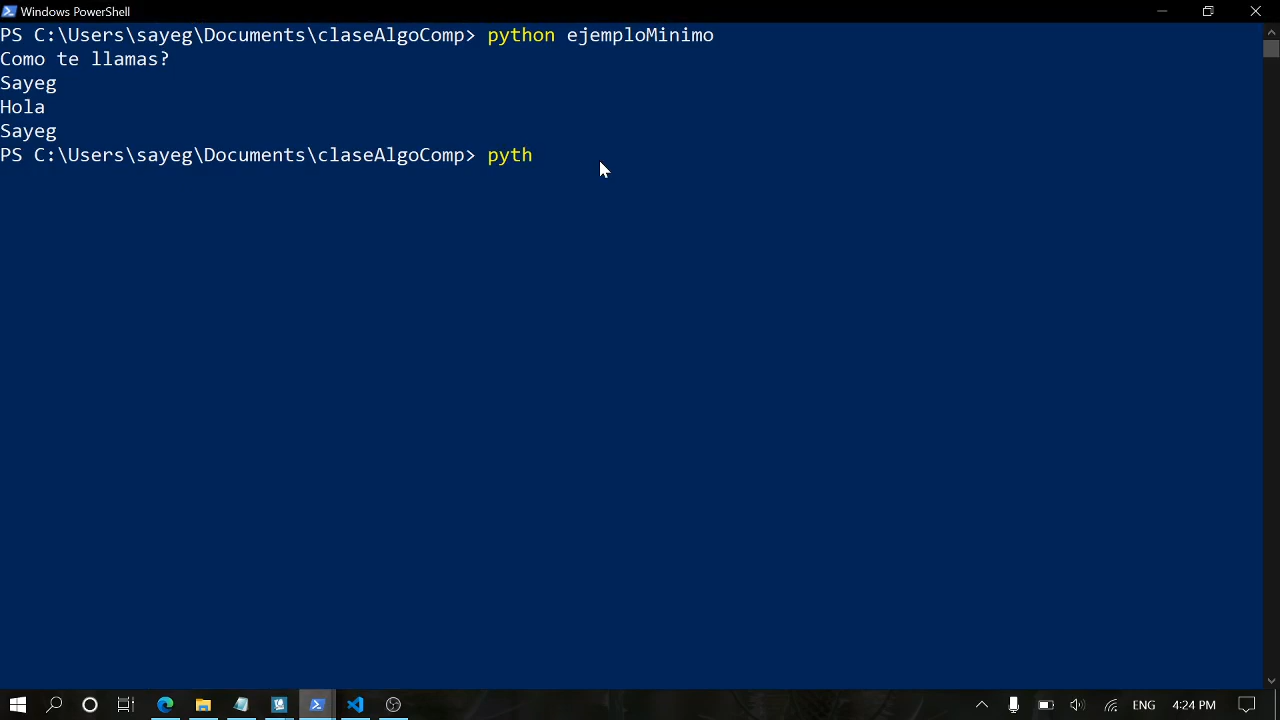 Windows PowerShell
PS C:\Users\sayeg\Documents\claseAlgoComp> python ejemploMinimo
Como te llamas?
Sayeg
Hola
Sayeg
PS C:\Users\sayeg\Documents\claseAlgoComp> pyth
ENG
4:24 PM